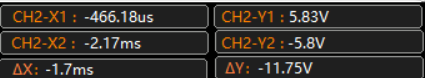 CH2-X1 : -466.18us CH2-Y1 : 5.83V
CH2-X2 : -2.17ms CH2-Y2 : -5.8V
ΔX: -1.7ms ΔY: -11.75V